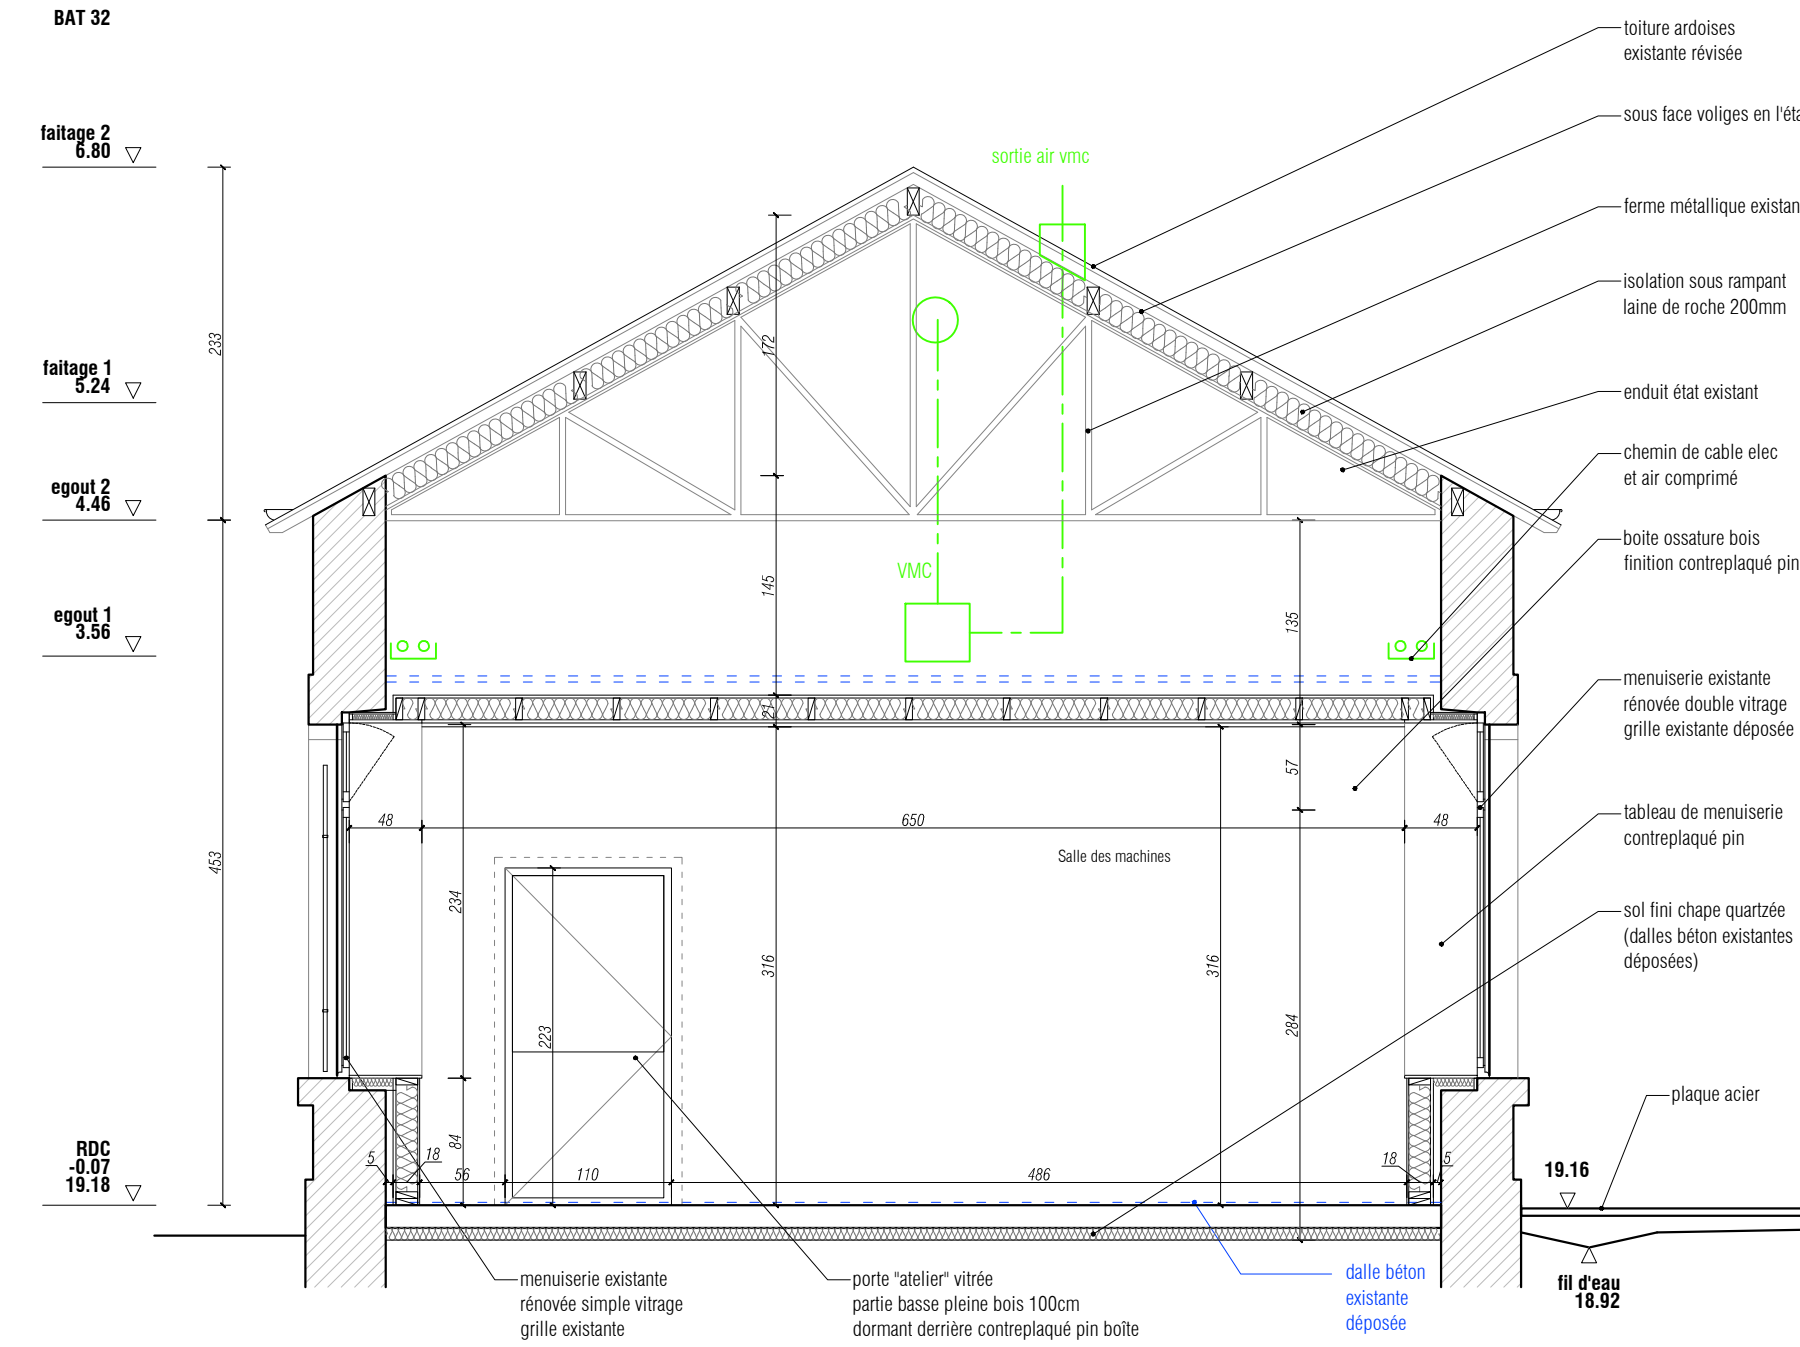 BAT 32
faitage 2
6.80
faitage 1
5.24
egout 2
4.46
egout 1
3.56
RDC
-0.07
19.18
233
453
sortie air vmc
172
VMC
145
135
21
57
48
650
48
Salle des machines
234
316
316
223
284
84
5
18
56
110
486
18
5
toiture ardoises
existante révisée
sous face voliges en l'éta
ferme métallique existan
isolation sous rampant
laine de roche 200mm
enduit état existant
chemin de cable elec
et air comprimé
boite ossature bois
finition contreplaqué pin
menuiserie existante
rénovée double vitrage
grille existante déposée
tableau de menuiserie
contreplaqué pin
sol fini chape quartzée
(dalles béton existantes
déposées)
plaque acier
19.16
fil d'eau
18.92
menuiserie existante
rénovée simple vitrage
grille existante
porte "atelier" vitrée
partie basse pleine bois 100cm
dormant derrière contreplaqué pin boîte
dalle béton
existante
déposée